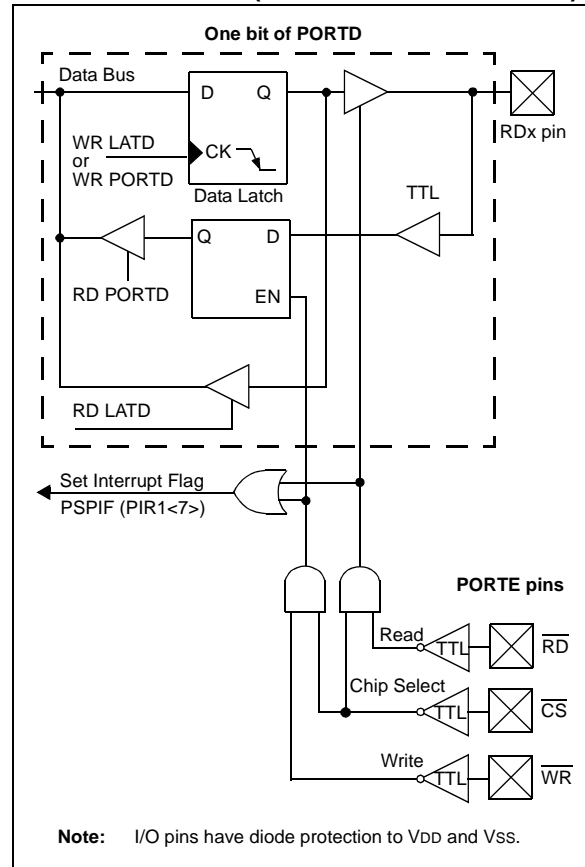 One bit of PORTD
Data Bus
D Q
WR LATD
or
WR PORTD
CK
Data Latch
RDx pin
TTL
Q D
EN
RD PORTD
RD LATD
Set Interrupt Flag
PSPIF (PIR1<7>)
PORTE pins
Read
TTL
RD
Chip Select
TTL
CS
Write
TTL
WR
Note: I/O pins have diode protection to VDD and VSS.